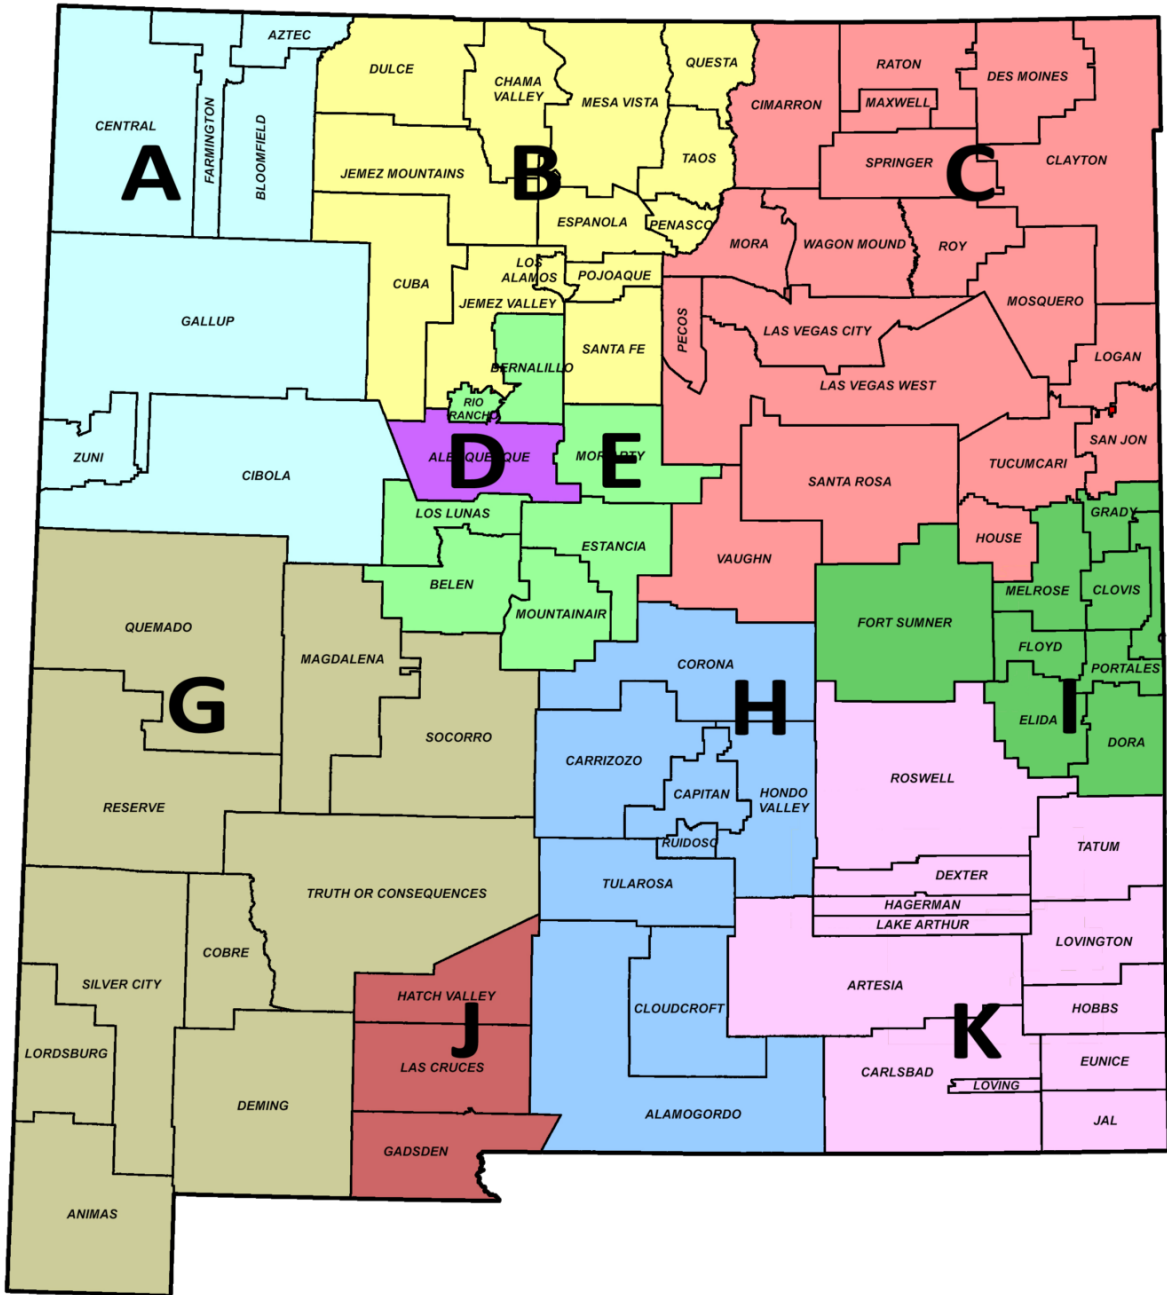 AZTEC
DULCE
CHAMA
VALLEY
MESA VISTA
QUESTA
CIMARRON
RATON
MAXWELL
DES MOINES
CENTRAL
FARMINGTON
BLOOMFIELD
A
JEMEZ MOUNTAINS
B
TAOS
SPRINGER
C
CLAYTON
ESPANOLA
PENASCO
MORA
WAGON MOUND
ROY
GALLUP
CUBA
LOS
ALAMOS
POJOAQUE
JEMEZ VALLEY
PECOS
MOSQUERO
LAS VEGAS CITY
SANTA FE
BERNALILLO
LOGAN
LAS VEGAS WEST
RIO
RANCHO
ZUNI
CIBOLA
ALBUQUERQUE
D
MORIARTY
E
SANTA ROSA
TUCUMCARI
SAN JON
LOS LUNAS
ESTANCIA
VAUGHN
HOUSE
GRADY
BELEN
MOUNTAINAIR
MELROSE
CLOVIS
QUEMADO
MAGDALENA
FORT SUMNER
FLOYD
PORTALES
G
CORONA
H
ELIDA
I
DORA
SOCORRO
CARRIZOZO
CAPITAN
HONDO
VALLEY
ROSWELL
RESERVE
RUIDOSO
TATUM
TRUTH OR CONSEQUENCES
TULAROSA
DEXTER
HAGERMAN
LAKE ARTHUR
COBRE
LOVINGTON
SILVER CITY
HATCH VALLEY
CLOUDCROFT
ARTESIA
HOBBS
J
K
LORDSBURG
LAS CRUCES
CARLSBAD
LOVING
EUNICE
DEMING
ALAMOGORDO
JAL
GADSDEN
ANIMAS